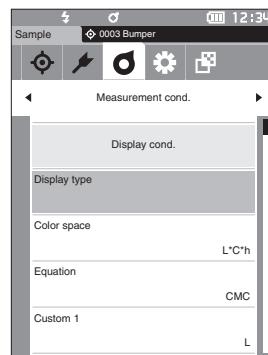 12:34
Sample
0003 Bumper
Measurement cond.
Display cond.
Display type
Color space
L*C*h
Equation
CMC
Custom 1
L